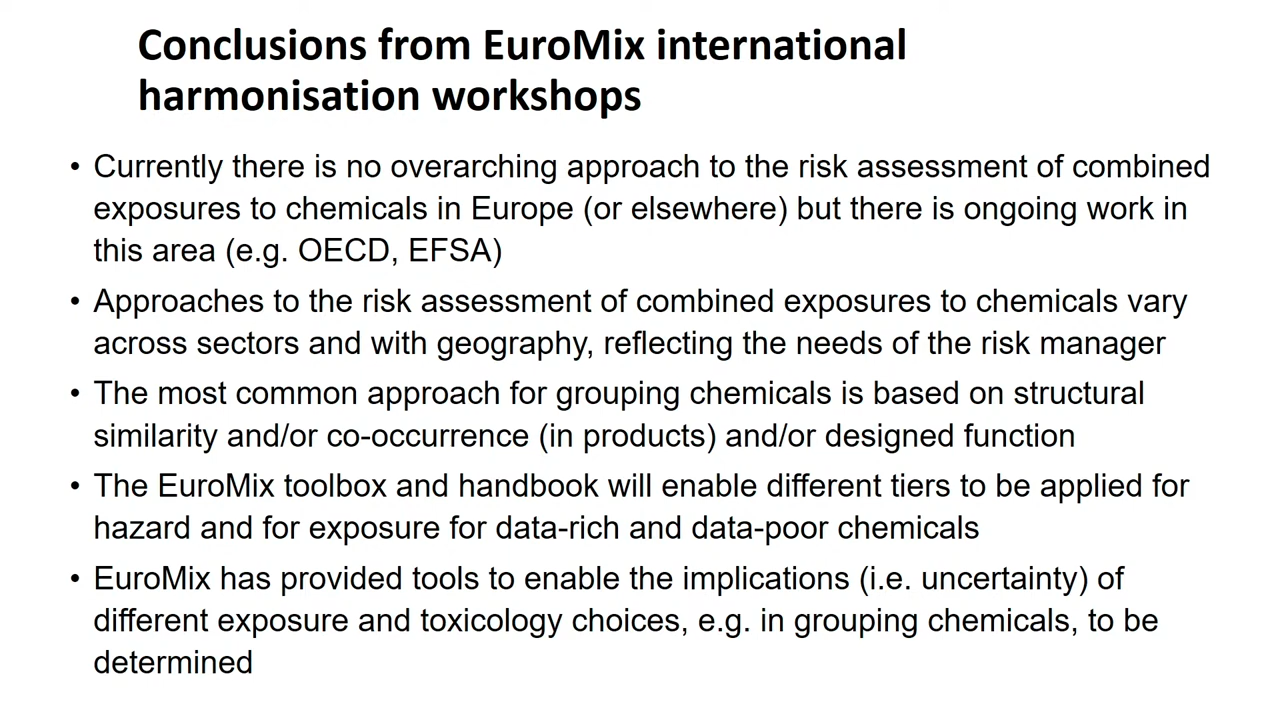 Conclusions from EuroMix international
harmonisation workshops
• Currently there is no overarching approach to the risk assessment of combined
exposures to chemicals in Europe (or elsewhere) but there is ongoing work in
this area (e.g. OECD, EFSA)
• Approaches to the risk assessment of combined exposures to chemicals vary
across sectors and with geography, reflecting the needs of the risk manager
• The most common approach for grouping chemicals is based on structural
similarity and/or co-occurrence (in products) and/or designed function
• The EuroMix toolbox and handbook will enable different tiers to be applied for
hazard and for exposure for data-rich and data-poor chemicals
• EuroMix has provided tools to enable the implications (i.e. uncertainty) of
different exposure and toxicology choices, e.g. in grouping chemicals, to be
determined